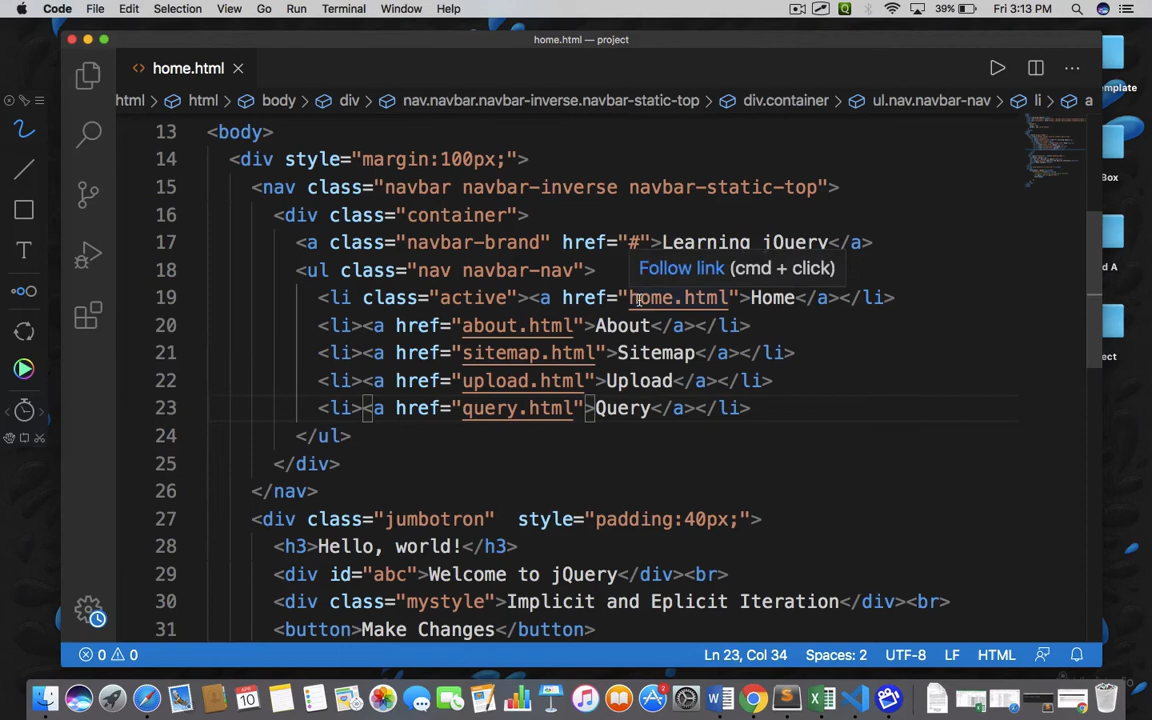 Code File Edit Selection View Go Run Terminal Window Help 39% Fri 3:13 PM
home.html — project
home.html
html > html > body > div > nav.navbar.navbar-inverse.navbar-static-top > div.container > ul.nav.navbar-nav > li > a
13 <body>
14 <div style="margin:100px;">
15 <nav class="navbar navbar-inverse navbar-static-top">
16 <div class="container">
17 <a class="navbar-brand" href="#">Learning jQuery</a>
18 <ul class="nav navbar-nav">
Follow link (cmd + click)
19 <li class="active"><a href="home.html">Home</a></li>
20 <li><a href="about.html">About</a></li>
21 <li><a href="sitemap.html">Sitemap</a></li>
22 <li><a href="upload.html">Upload</a></li>
23 <li><a href="query.html">Query</a></li>
24 </ul>
25 </div>
26 </nav>
27 <div class="jumbotron" style="padding:40px;">
28 <h3>Hello, world!</h3>
29 <div id="abc">Welcome to jQuery</div><br>
30 <div class="mystyle">Implicit and Eplicit Iteration</div><br>
31 <button>Make Changes</button>
0 0 Ln 23, Col 34 Spaces: 2 UTF-8 LF HTML
T
emplate
Box
d A
ect
APR
10
2